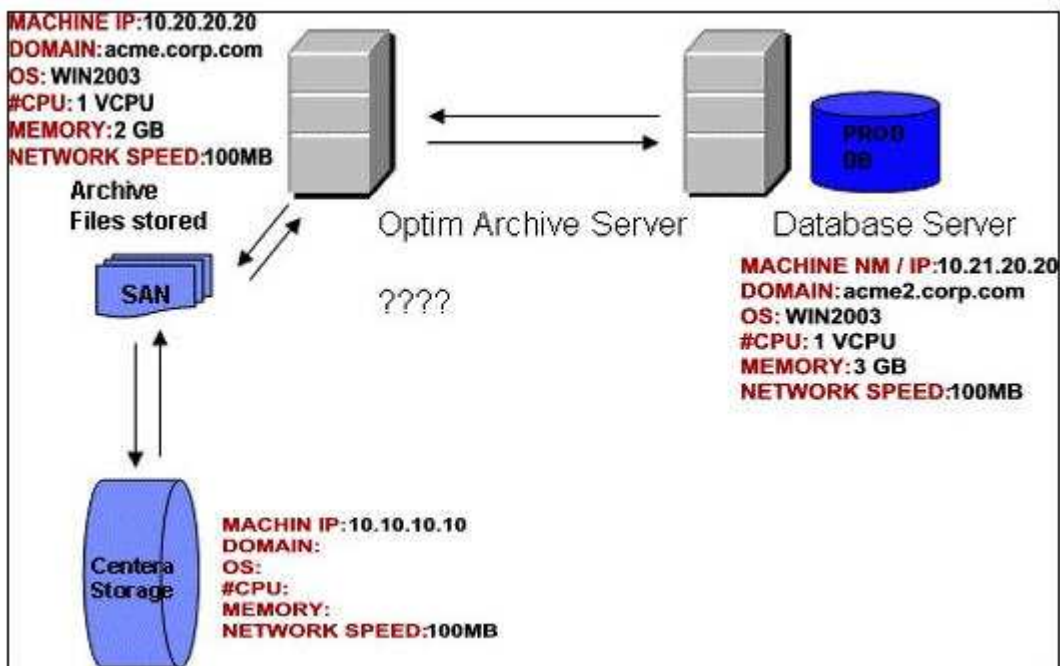 MACHINE IP:10.20.20.20
DOMAIN: acme.corp.com
OS: WIN2003
#CPU: 1 VCPU
MEMORY: 2 GB
NETWORK SPEED:100MB
Archive
Files stored
SAN
Optim Archive Server
????
PROD
DB
Database Server
MACHINE NM / IP:10.21.20.20
DOMAIN: acme2.corp.com
OS: WIN2003
#CPU: 1 VCPU
MEMORY: 3 GB
NETWORK SPEED:100MB
Centera
Storage
MACHIN IP:10.10.10.10
DOMAIN:
OS:
#CPU:
MEMORY:
NETWORK SPEED:100MB